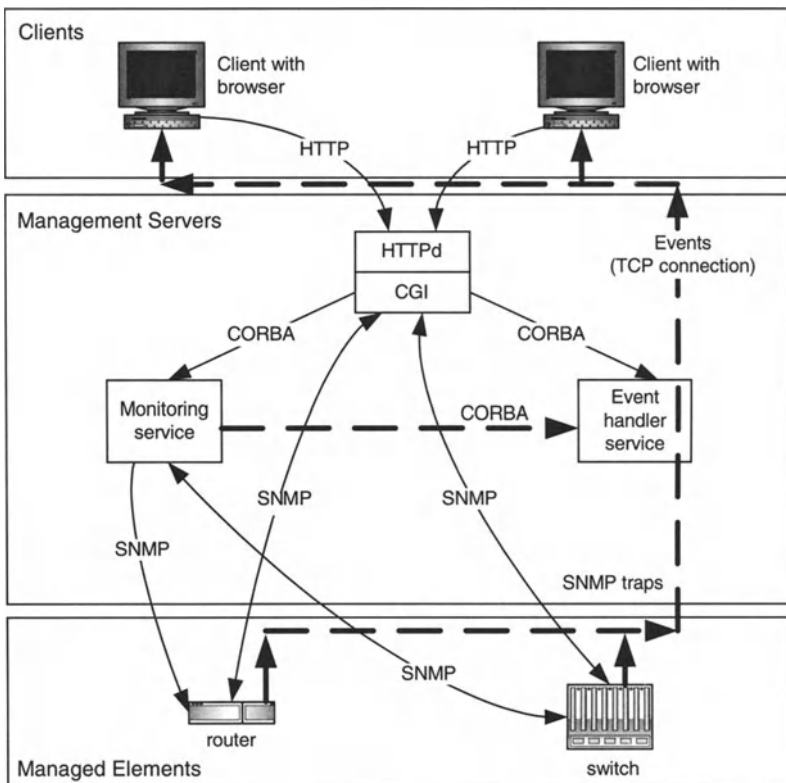 Clients
Client with
browser
Client with
browser
HTTP
HTTP
Management Servers
HTTPd
CGI
Events
(TCP connection)
CORBA
CORBA
Monitoring
service
CORBA
Event
handler
service
SNMP
SNMP
SNMP
SNMP traps
SNMP
router
switch
Managed Elements